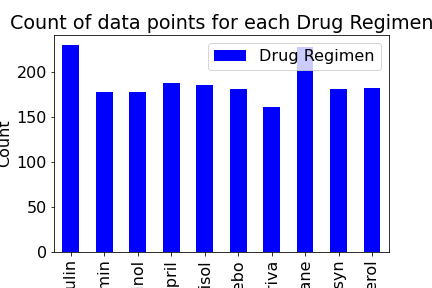 Count of data points for each Drug Regimen
Drug Regimen
Count
200
150
100
50
0
ulin
min
nol
pril
isol
ebo
riva
ane
syn
erol